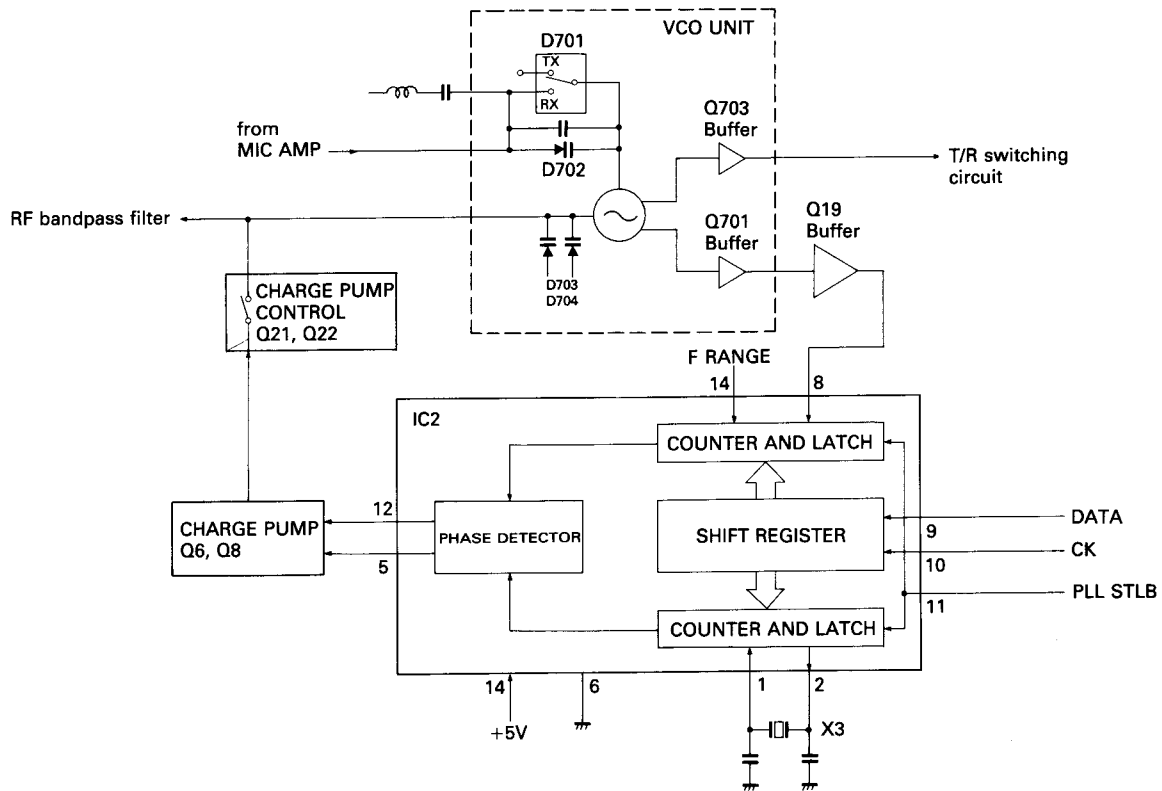 VCO UNIT
D701
TX
RX
from
MIC AMP
D702
Q703
Buffer
T/R switching
circuit
RF bandpass filter
D703
D704
Q701
Buffer
Q19
Buffer
CHARGE PUMP
CONTROL
Q21, Q22
F RANGE
14
8
IC2
COUNTER AND LATCH
CHARGE PUMP
Q6, Q8
12
5
PHASE DETECTOR
SHIFT REGISTER
DATA
9
CK
10
PLL STLB
11
COUNTER AND LATCH
14
6
1
2
+5V
X3